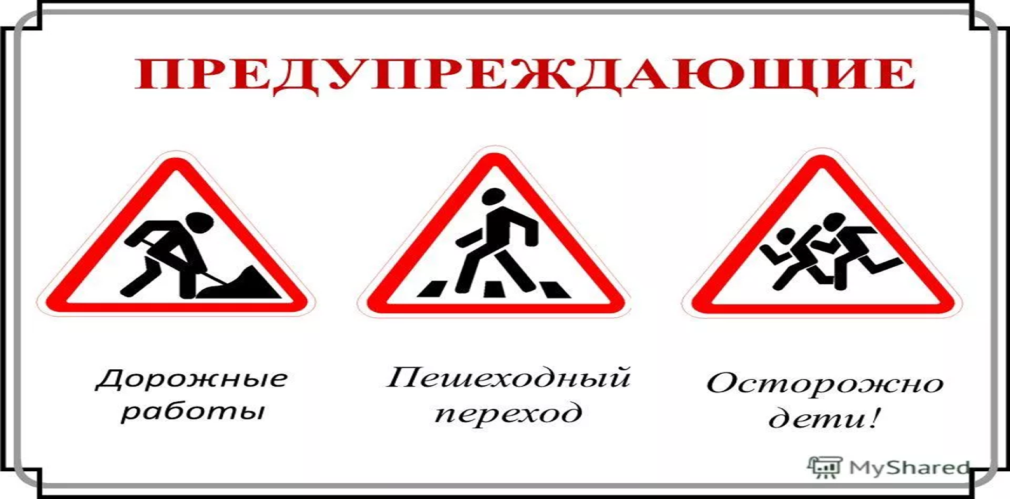 ПРЕДУПРЕЖДАЮЩИЕ
Дорожные
работы
Пешеходный
переход
Осторожно
дети!
MyShared